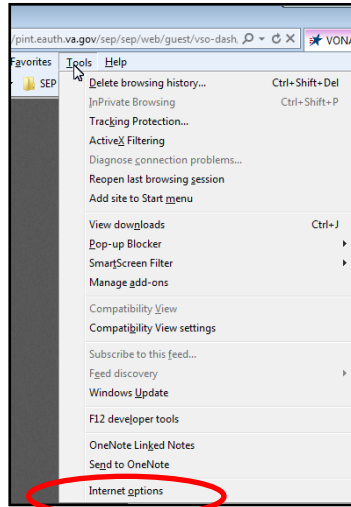 /pint.eauth.va.gov/sep/sep/web/guest/vso-dash, VONA
Favorites Tools Help
SEP
Delete browsing history... Ctrl+Shift+Del
InPrivate Browsing Ctrl+Shift+P
Tracking Protection...
ActiveX Filtering
Diagnose connection problems...
Reopen last browsing session
Add site to Start menu
View downloads Ctrl+J
Pop-up Blocker
SmartScreen Filter
Manage add-ons
Compatibility View
Compatibility View settings
Subscribe to this feed...
Feed discovery
Windows Update
F12 developer tools
OneNote Linked Notes
Send to OneNote
Internet options